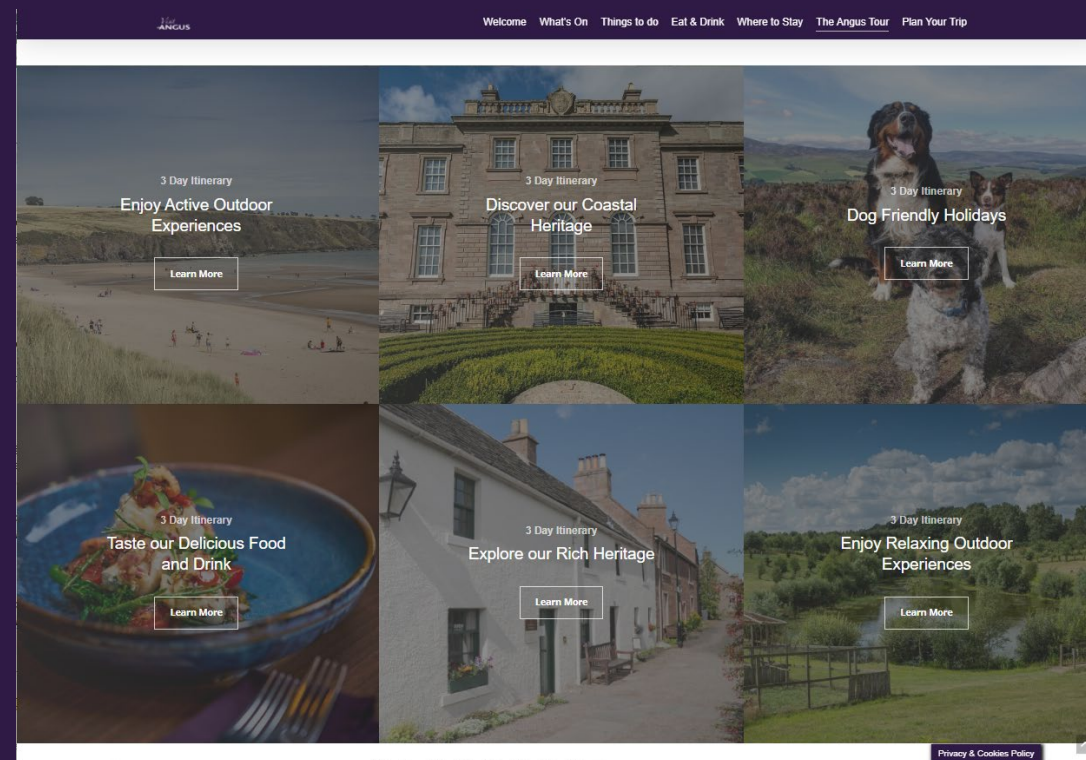 Visit
ANGUS
Welcome What's On Things to do Eat & Drink Where to Stay The Angus Tour Plan Your Trip
3 Day Itinerary
Enjoy Active Outdoor
Experiences
Learn More
3 Day Itinerary
Discover our Coastal
Heritage
Learn More
3 Day Itinerary
Dog Friendly Holidays
Learn More
3 Day Itinerary
Taste our Delicious Food
and Drink
Learn More
3 Day Itinerary
Explore our Rich Heritage
Learn More
3 Day Itinerary
Enjoy Relaxing Outdoor
Experiences
Learn More
Privacy & Cookies Policy